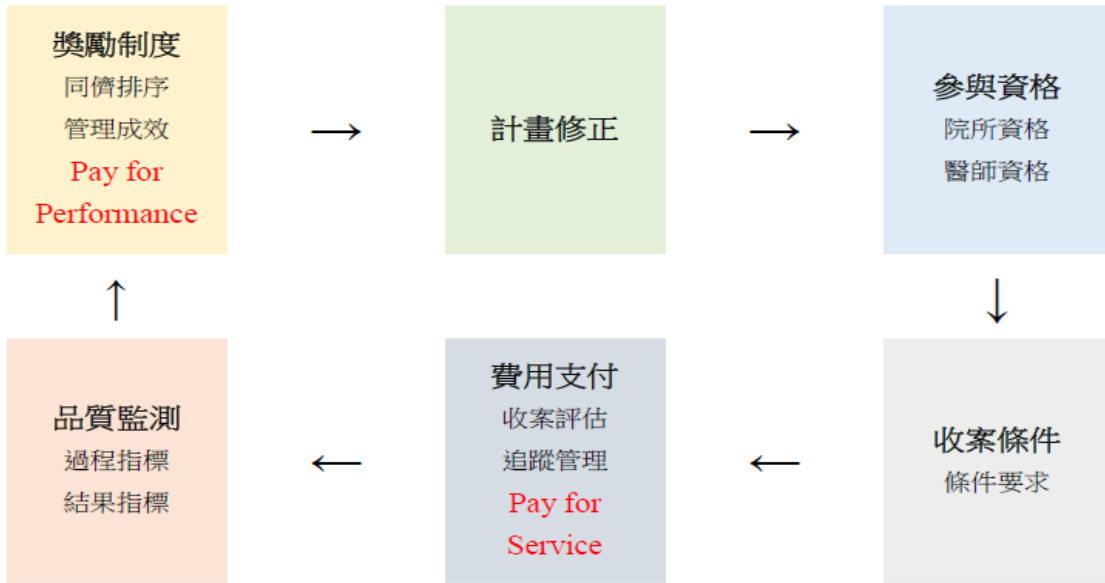 獎勵制度
同儕排序
管理成效
Pay for
Performance
→
計畫修正
→
參與資格
院所資格
醫師資格
↑
↓
品質監測
過程指標
結果指標
←
費用支付
收案評估
追蹤管理
Pay for
Service
←
收案條件
條件要求